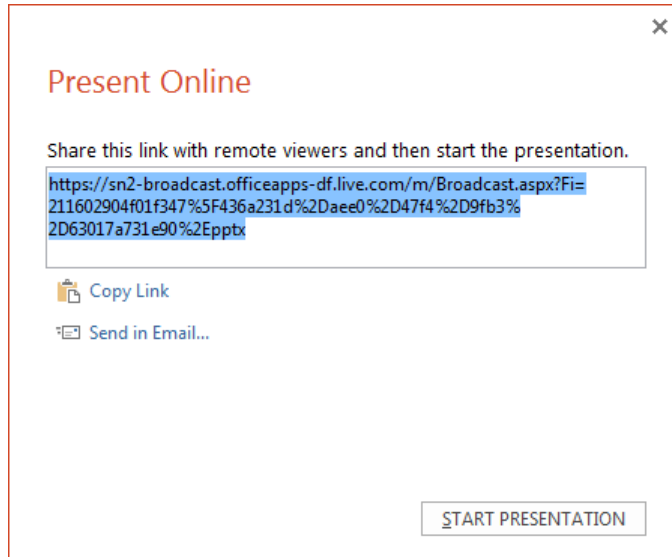 Present Online
Share this link with remote viewers and then start the presentation.
https://sn2-broadcast.officeapps-df.live.com/m/Broadcast.aspx?Fi=
211602904f01f347%5F436a231d%2Daee0%2D47f4%2D9fb3%
2D63017a731e90%2Epptx
Copy Link
Send in Email...
START PRESENTATION